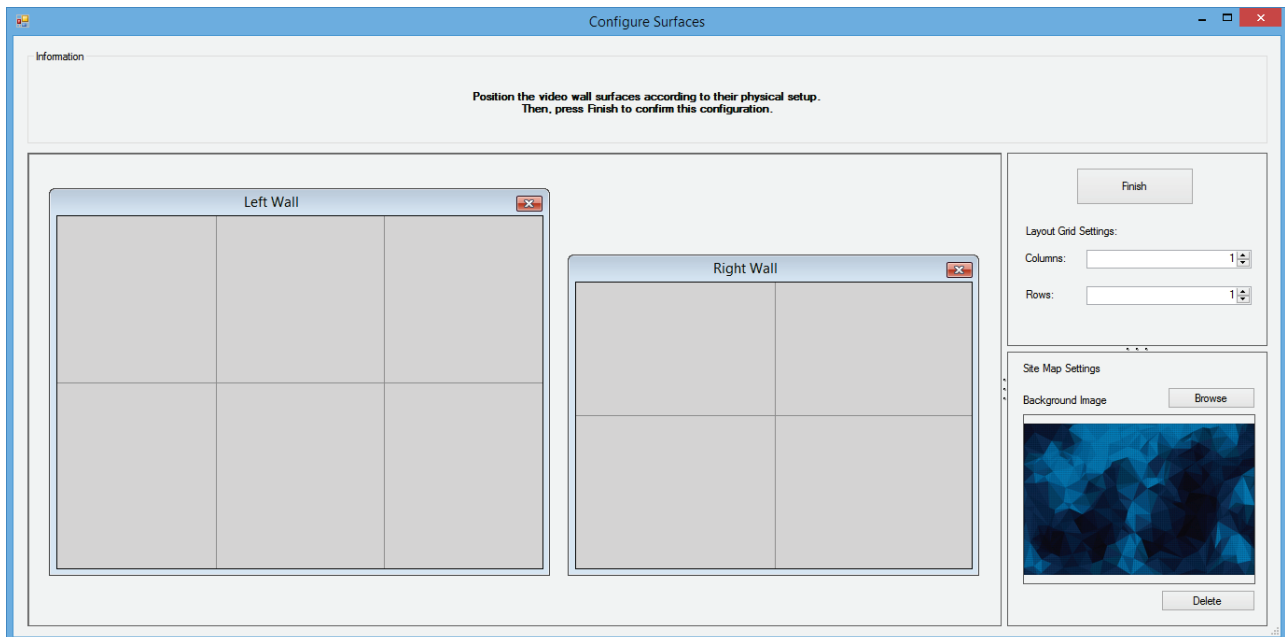 Configure Surfaces
Information
Position the video wall surfaces according to their physical setup.
Then, press Finish to confirm this configuration.
Left Wall
Right Wall
Finish
Layout Grid Settings:
Columns: 1
Rows: 1
Site Map Settings
Background Image Browse
Delete